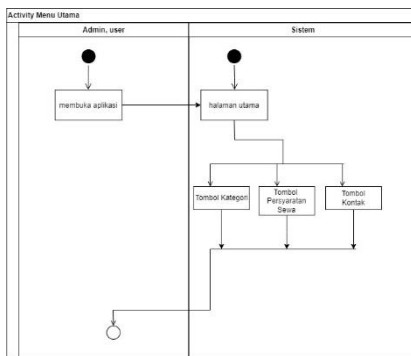 Activity Menu Utama
Admin, user
Sistem
membuka aplikasi
halaman utama
Tombol Kategori
Tombol
Persyaratan
Sewa
Tombol
Kontak